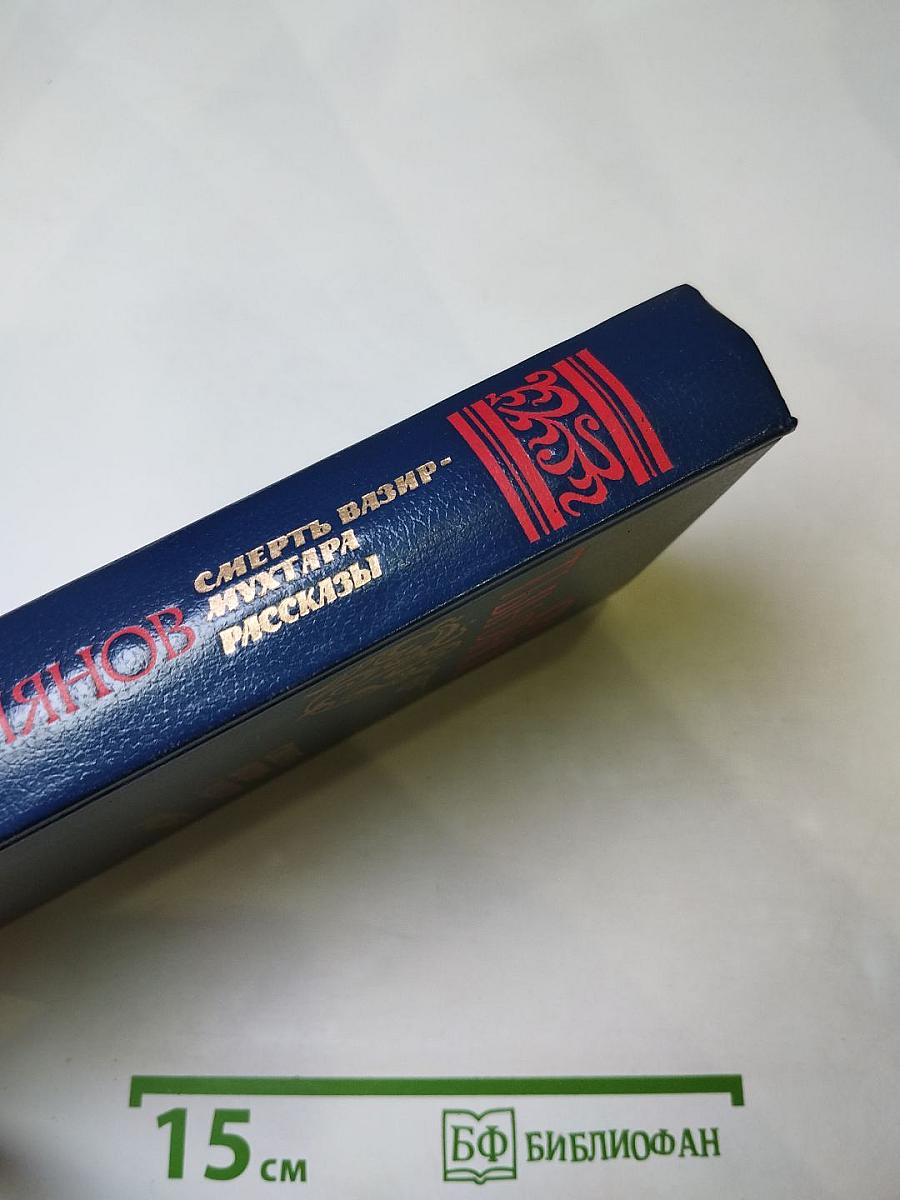 ЯНОВ
СМЕРТЬ ВАЗИР-
МУХТАРА
РАССКАЗЫ
15 см
БФ БИБЛИОФАН